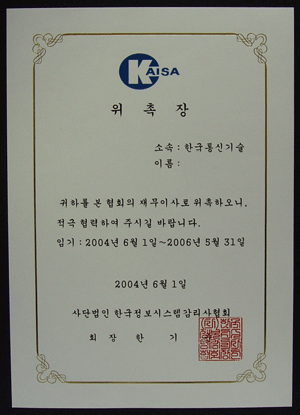 KAISA
위 촉 장
소속 : 한국통신기술
이름 :
귀하를 본 협회의 재무이사로 위촉하오니,
적극 협력하여 주시길 바랍니다.
임기 : 2004년 6월 1일~2006년 5월 31일
2004년 6월 1일
사단법인 한국정보시스템감리사협회
회 장 한 기